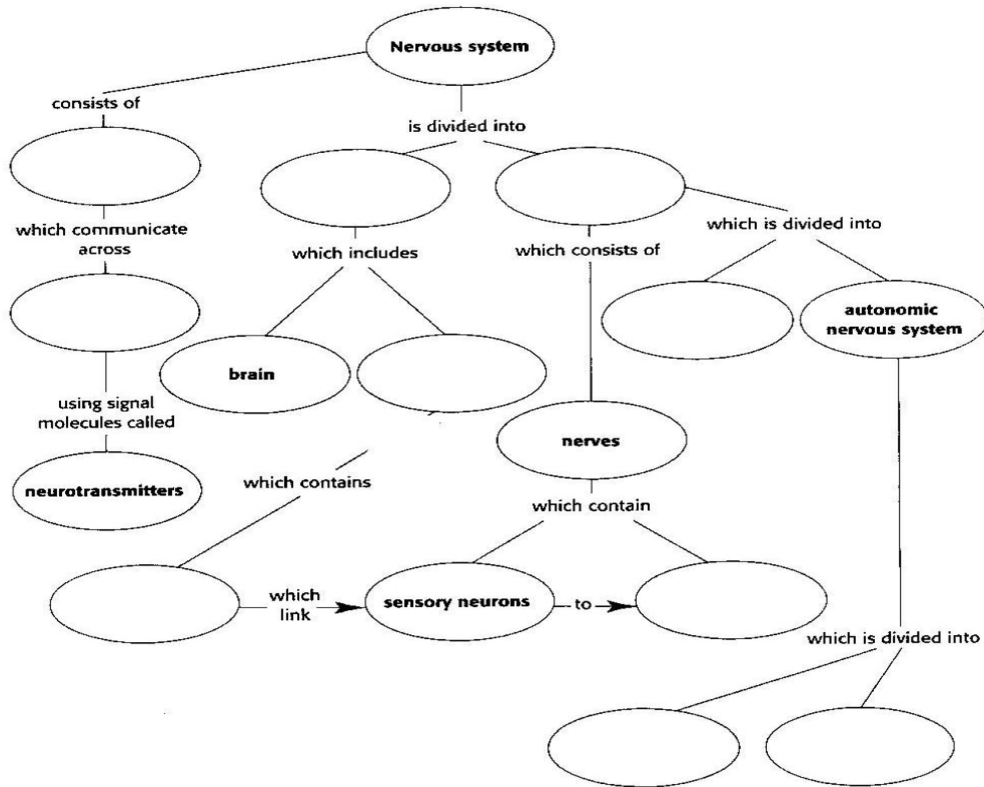 Nervous system
consists of
is divided into
which communicate
across
which includes
which consists of
which is divided into
autonomic
nervous system
brain
using signal
molecules called
nerves
neurotransmitters
which contains
which contain
which
link
sensory neurons
to
which is divided into